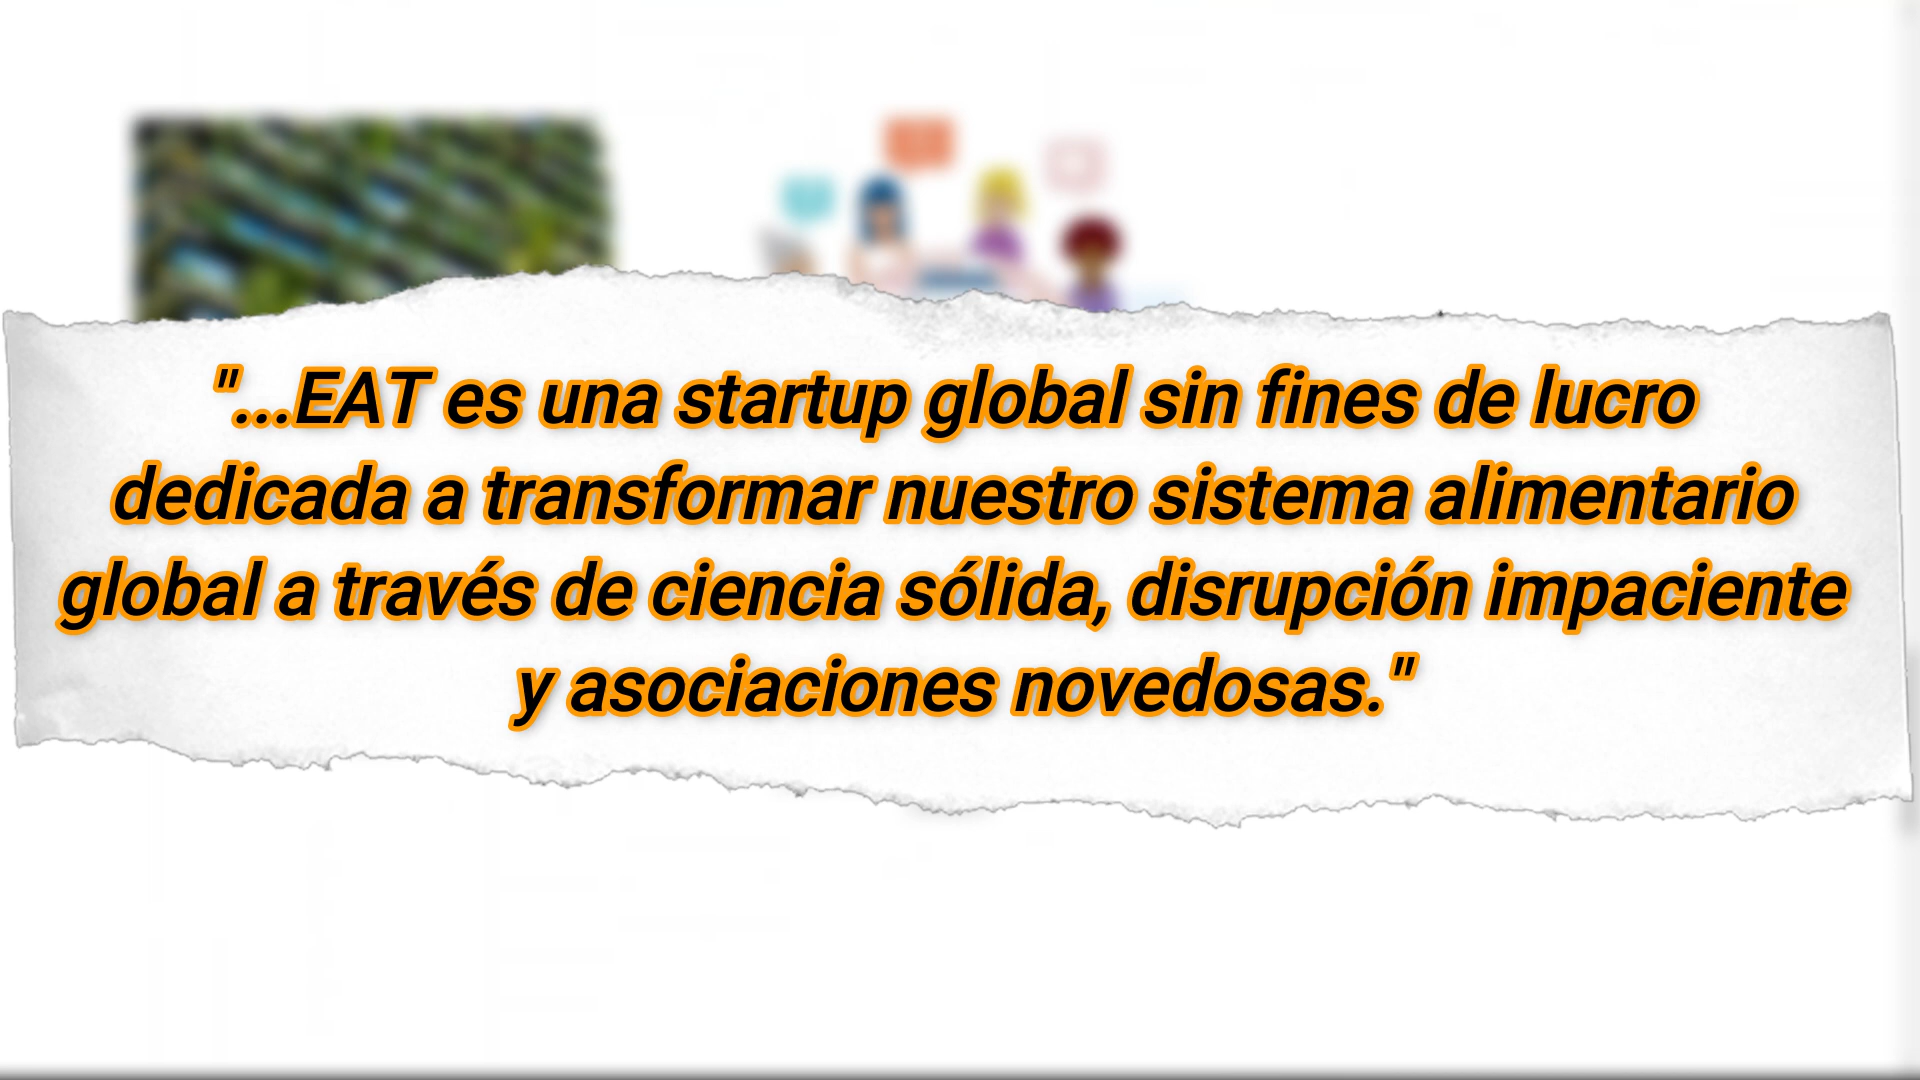 "...EAT es una startup global sin fines de lucro
dedicada a transformar nuestro sistema alimentario
global a través de ciencia sólida, disrupción impaciente
y asociaciones novedosas."